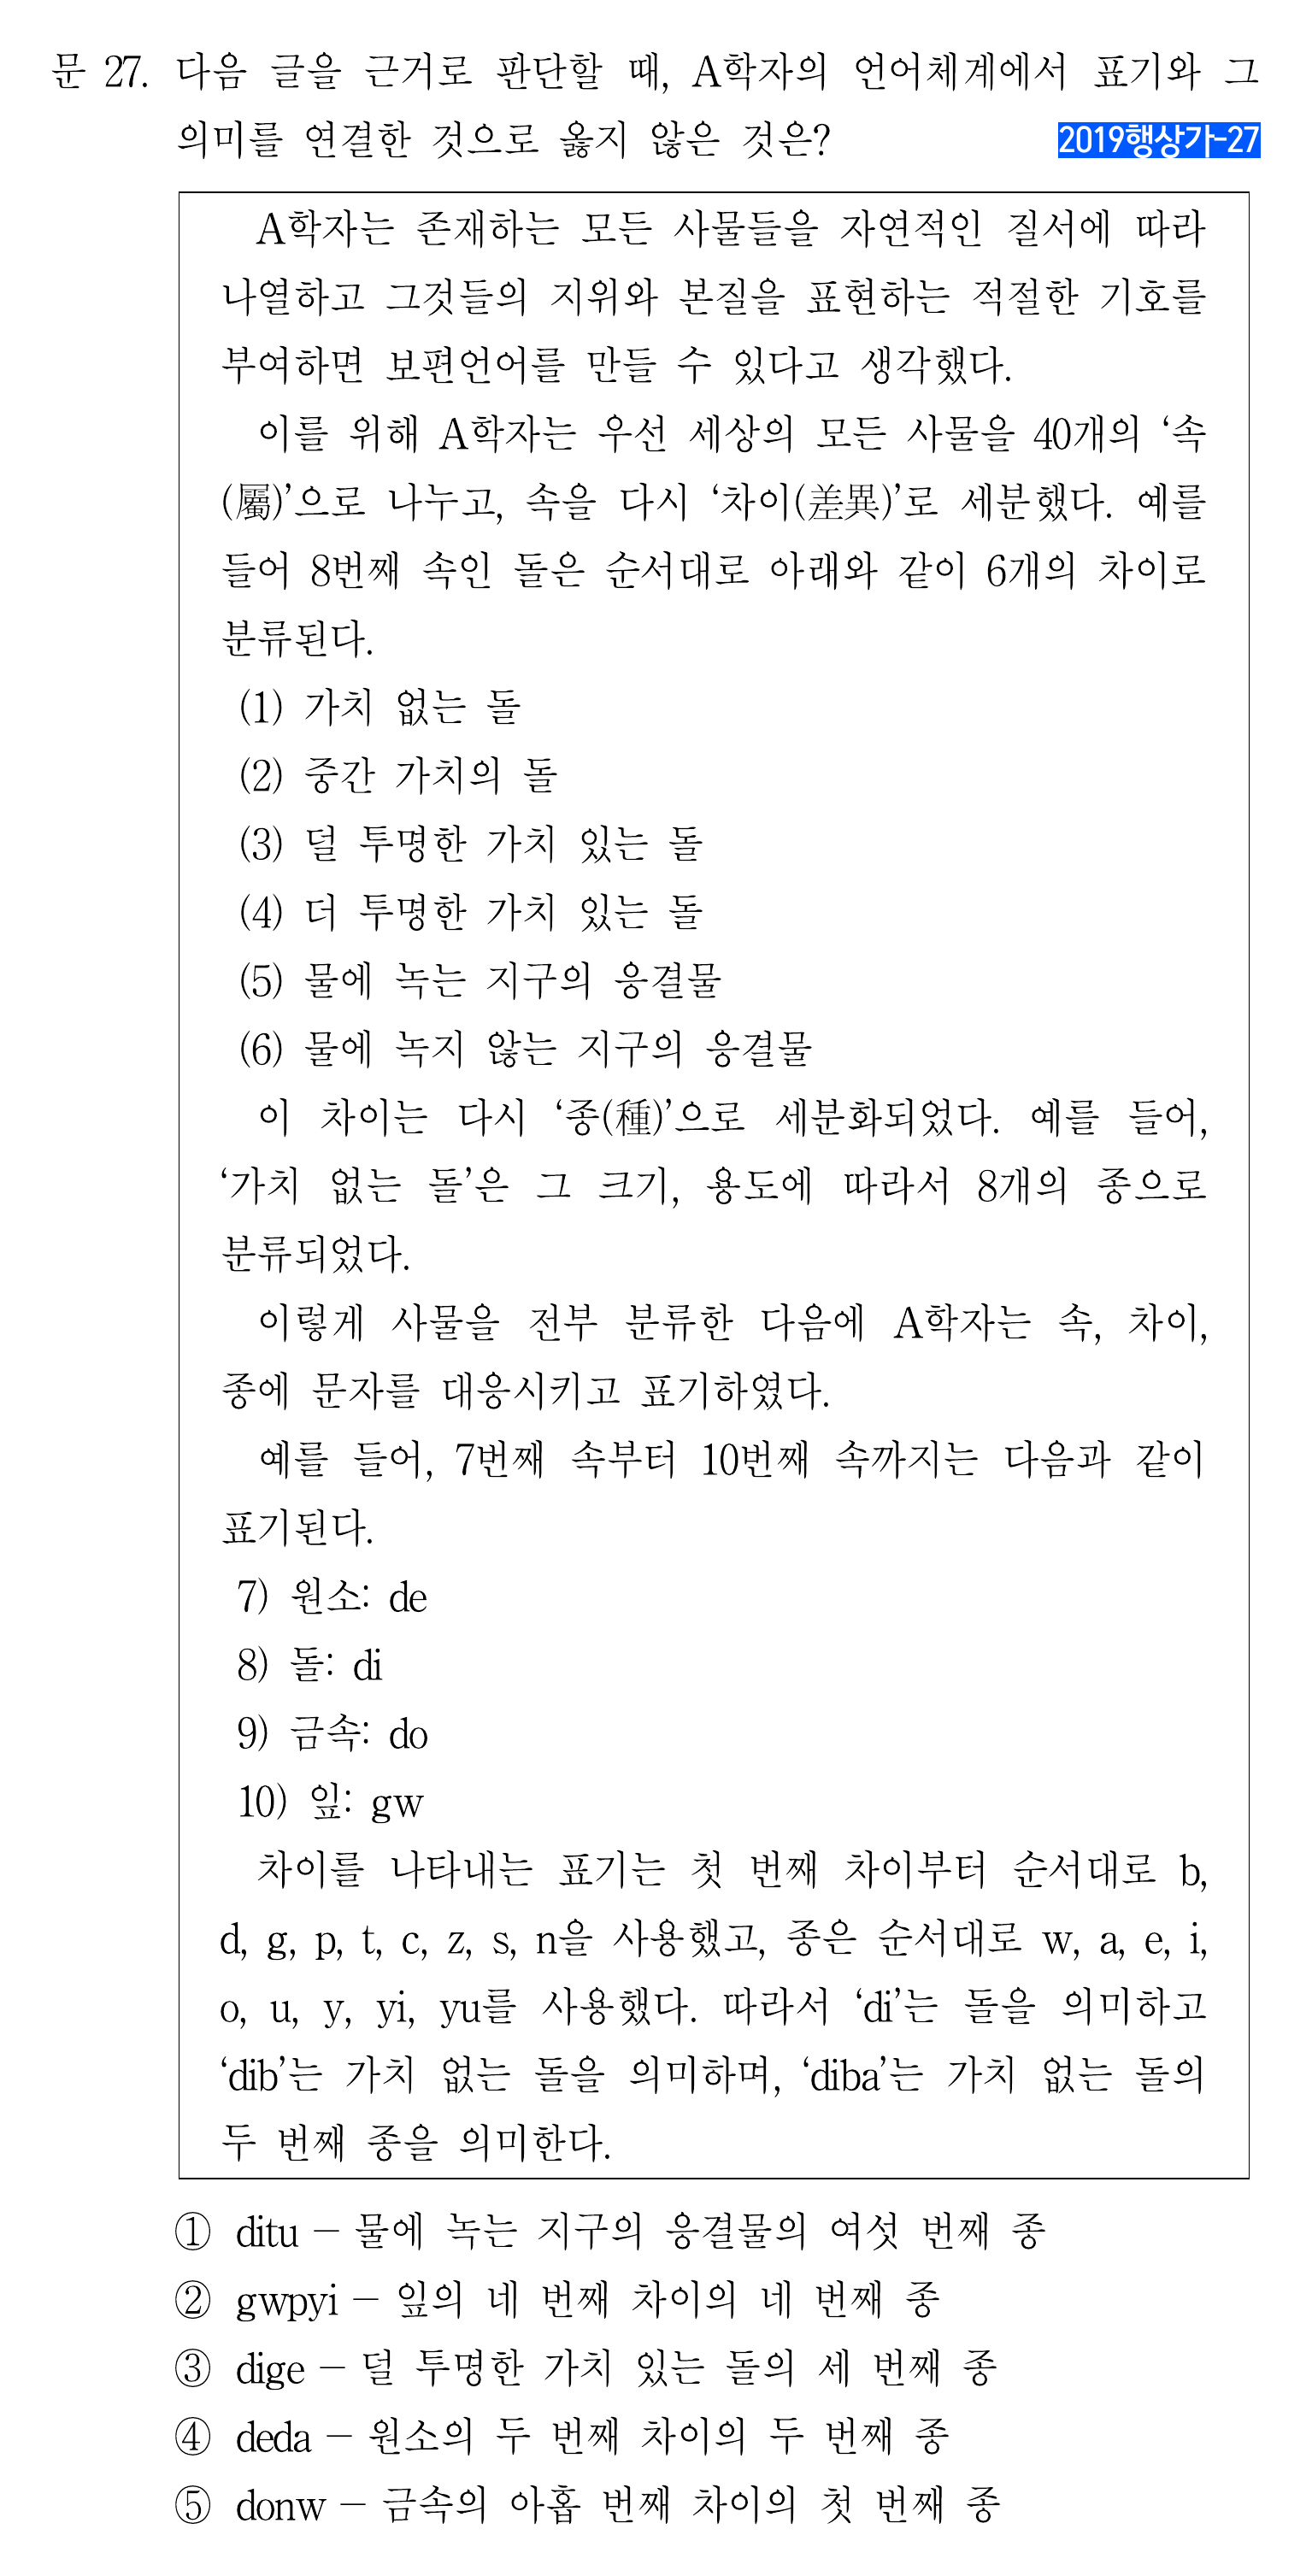 문 27. 다음 글을 근거로 판단할 때, A학자의 언어체계에서 표기와 그
의미를 연결한 것으로 옳지 않은 것은? 2019행상가-27
A학자는 존재하는 모든 사물들을 자연적인 질서에 따라
나열하고 그것들의 지위와 본질을 표현하는 적절한 기호를
부여하면 보편언어를 만들 수 있다고 생각했다.
이를 위해 A학자는 우선 세상의 모든 사물을 40개의 ‘속
(屬)’으로 나누고, 속을 다시 ‘차이(差異)’로 세분했다. 예를
들어 8번째 속인 돌은 순서대로 아래와 같이 6개의 차이로
분류된다.
(1) 가치 없는 돌
(2) 중간 가치의 돌
(3) 덜 투명한 가치 있는 돌
(4) 더 투명한 가치 있는 돌
(5) 물에 녹는 지구의 응결물
(6) 물에 녹지 않는 지구의 응결물
이 차이는 다시 ‘종(種)’으로 세분화되었다. 예를 들어,
‘가치 없는 돌’은 그 크기, 용도에 따라서 8개의 종으로
분류되었다.
이렇게 사물을 전부 분류한 다음에 A학자는 속, 차이,
종에 문자를 대응시키고 표기하였다.
예를 들어, 7번째 속부터 10번째 속까지는 다음과 같이
표기된다.
7) 원소: de
8) 돌: di
9) 금속: do
10) 잎: gw
차이를 나타내는 표기는 첫 번째 차이부터 순서대로 b,
d, g, p, t, c, z, s, n을 사용했고, 종은 순서대로 w, a, e, i,
o, u, y, yi, yu를 사용했다. 따라서 ‘di’는 돌을 의미하고
‘dib’는 가치 없는 돌을 의미하며, ‘diba’는 가치 없는 돌의
두 번째 종을 의미한다.
① ditu – 물에 녹는 지구의 응결물의 여섯 번째 종
② gwpyi – 잎의 네 번째 차이의 네 번째 종
③ dige – 덜 투명한 가치 있는 돌의 세 번째 종
④ deda – 원소의 두 번째 차이의 두 번째 종
⑤ donw – 금속의 아홉 번째 차이의 첫 번째 종